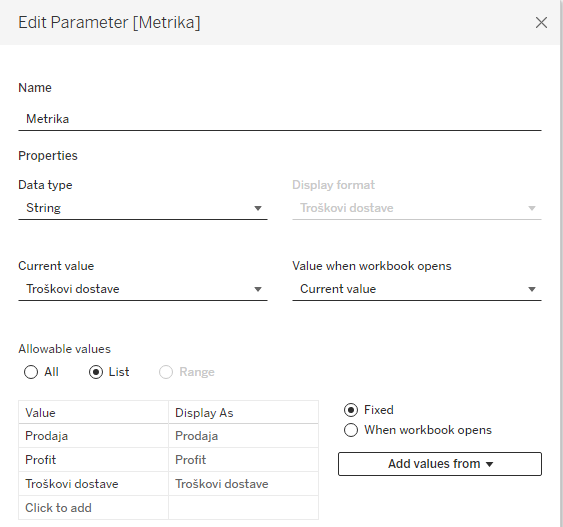 Edit Parameter [Metrika]
Name
Metrika
Properties
Data type Display format
String Troškovi dostave
Current value Value when workbook opens
Troškovi dostave Current value
Allowable values
All List Range
Value Display As
Prodaja Prodaja
Profit Profit
Troškovi dostave Troškovi dostave
Click to add
Fixed
When workbook opens
Add values from